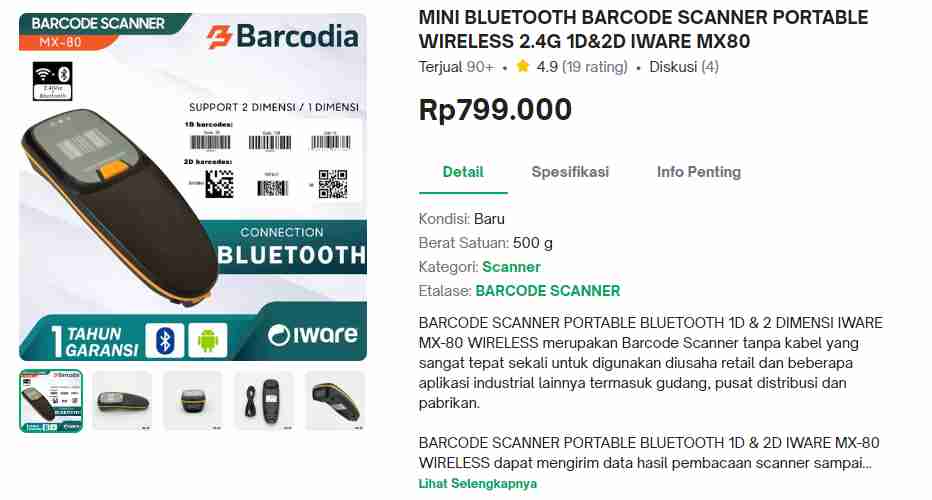 BARCODE SCANNER
MX-80
Barcodia
2.4GHz
Bluetooth
SUPPORT 2 DIMENSI / 1 DIMENSI
1D barcodes:
2D barcodes:
CONNECTION
BLUETOOTH
1 TAHUN
GARANSI
iware
MINI BLUETOOTH BARCODE SCANNER PORTABLE
WIRELESS 2.4G 1D&2D IWARE MX80
Terjual 90+ • 4.9 (19 rating) • Diskusi (4)
Rp799.000
Detail Spesifikasi Info Penting
Kondisi: Baru
Berat Satuan: 500 g
Kategori: Scanner
Etalase: BARCODE SCANNER
BARCODE SCANNER PORTABLE BLUETOOTH 1D & 2 DIMENSI IWARE
MX-80 WIRELESS merupakan Barcode Scanner tanpa kabel yang
sangat tepat sekali untuk digunakan diusaha retail dan beberapa
aplikasi industrial lainnya termasuk gudang, pusat distribusi dan
pabrikan.
BARCODE SCANNER PORTABLE BLUETOOTH 1D & 2D IWARE MX-80
WIRELESS dapat mengirim data hasil pembacaan scanner sampai...
Lihat Selengkapnya